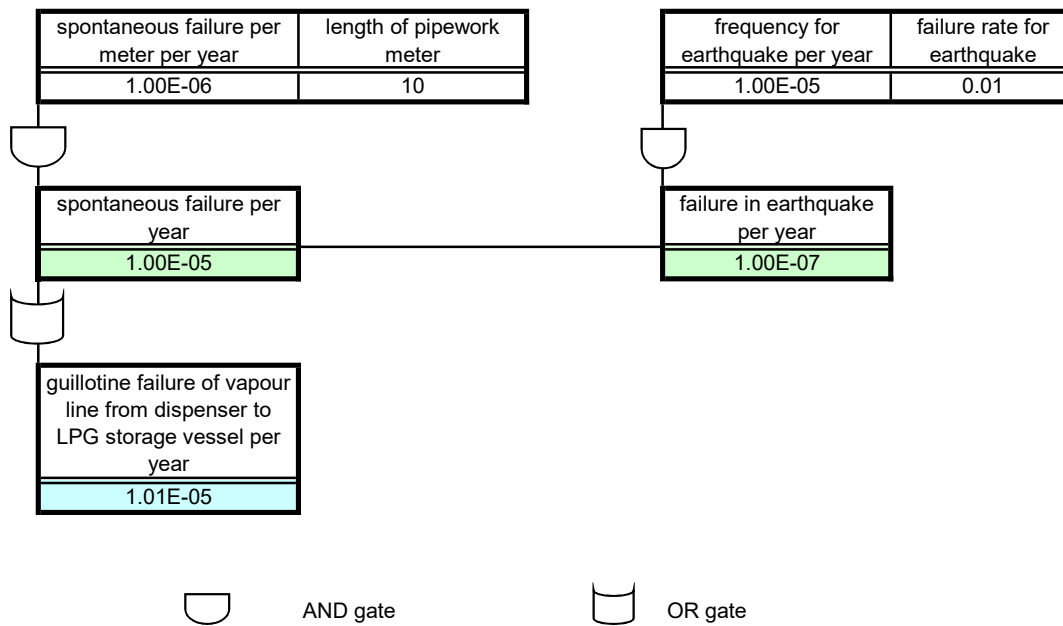 spontaneous failure per
meter per year
length of pipework
meter
1.00E-06
10
frequency for
earthquake per year
failure rate for
earthquake
1.00E-05
0.01
spontaneous failure per
year
1.00E-05
failure in earthquake
per year
1.00E-07
guillotine failure of vapour
line from dispenser to
LPG storage vessel per
year
1.01E-05
AND gate
OR gate